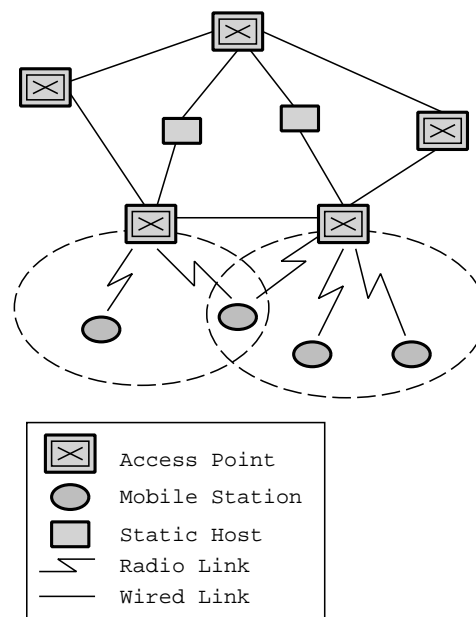 Access Point
Mobile Station
Static Host
Radio Link
Wired Link